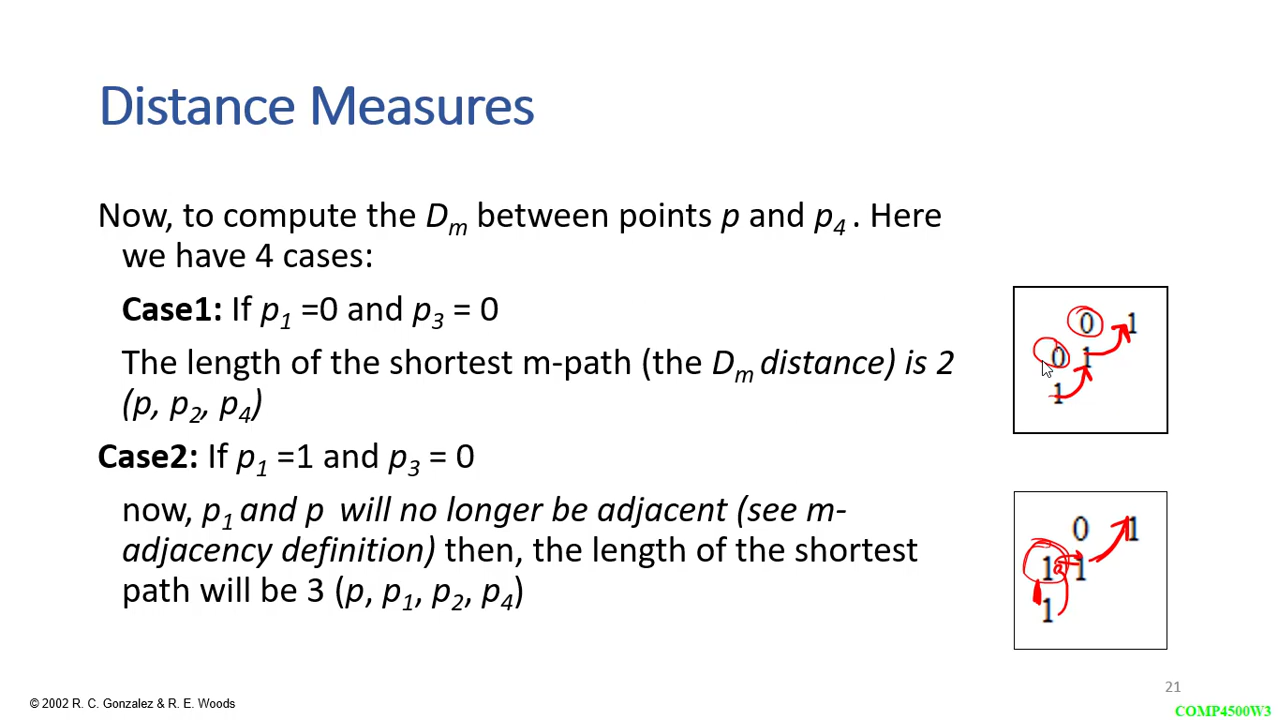 Distance Measures
Now, to compute the Dm between points p and p4 . Here
we have 4 cases:
Case1: If p1 =0 and p3 = 0
The length of the shortest m-path (the Dm distance) is 2
(p, p2, p4)
Case2: If p1 =1 and p3 = 0
now, p1 and p will no longer be adjacent (see m-
adjacency definition) then, the length of the shortest
path will be 3 (p, p1, p2, p4)
0 1
0 1
1
0 1
1 1
1
21
© 2002 R. C. Gonzalez & R. E. Woods
COMP4500W3